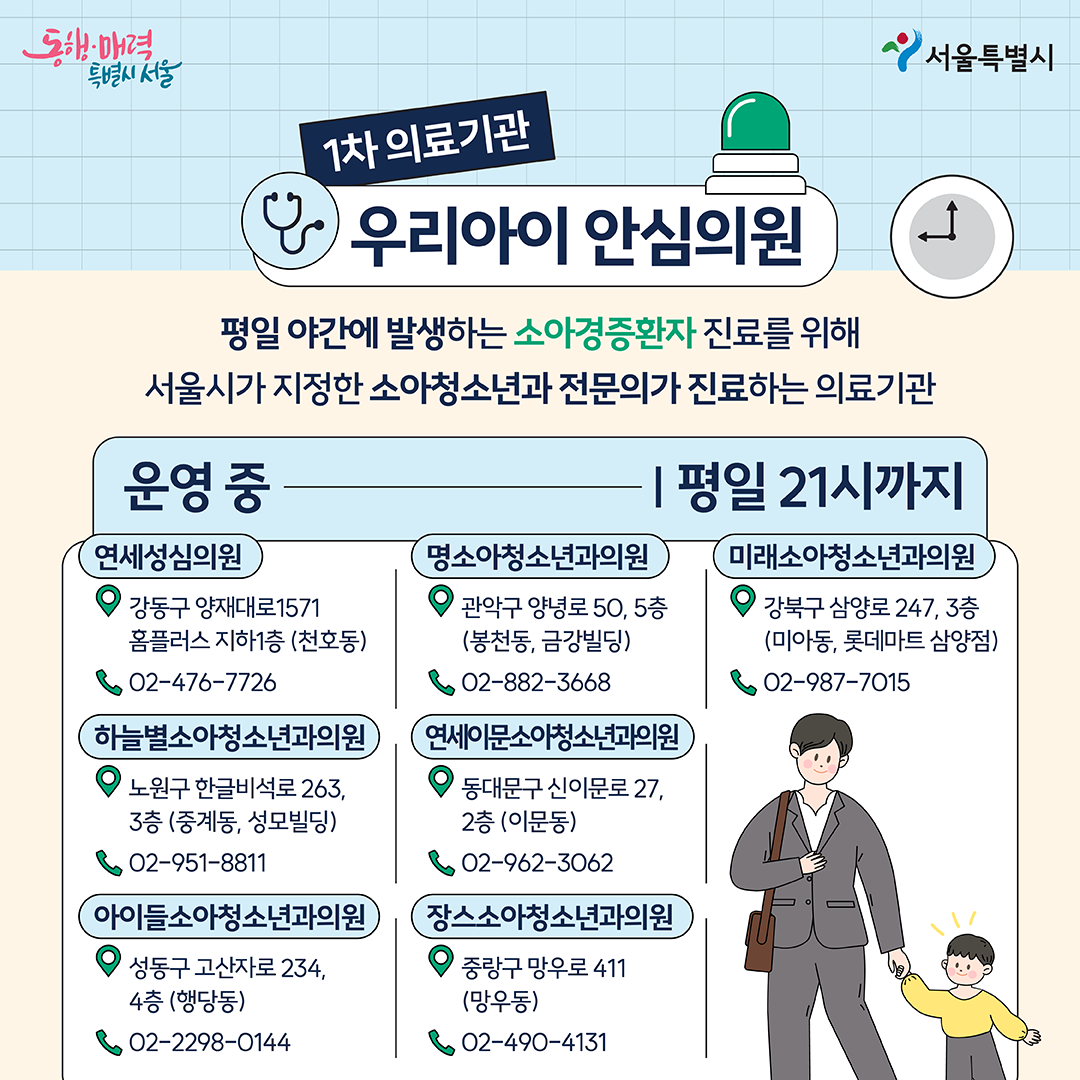 동행·매력
특별시 서울
서울특별시
1차 의료기관
우리아이 안심의원
평일 야간에 발생하는 소아경증환자 진료를 위해
서울시가 지정한 소아청소년과 전문의가 진료하는 의료기관
운영 중 | 평일 21시까지
연세성심의원
강동구 양재대로1571
홈플러스 지하1층 (천호동)
02-476-7726
명소아청소년과의원
관악구 양녕로 50, 5층
(봉천동, 금강빌딩)
02-882-3668
미래소아청소년과의원
강북구 삼양로 247, 3층
(미아동, 롯데마트 삼양점)
02-987-7015
하늘별소아청소년과의원
노원구 한글비석로 263,
3층 (중계동, 성모빌딩)
02-951-8811
연세이문소아청소년과의원
동대문구 신이문로 27,
2층 (이문동)
02-962-3062
아이들소아청소년과의원
성동구 고산자로 234,
4층 (행당동)
02-2298-0144
장스소아청소년과의원
중랑구 망우로 411
(망우동)
02-490-4131